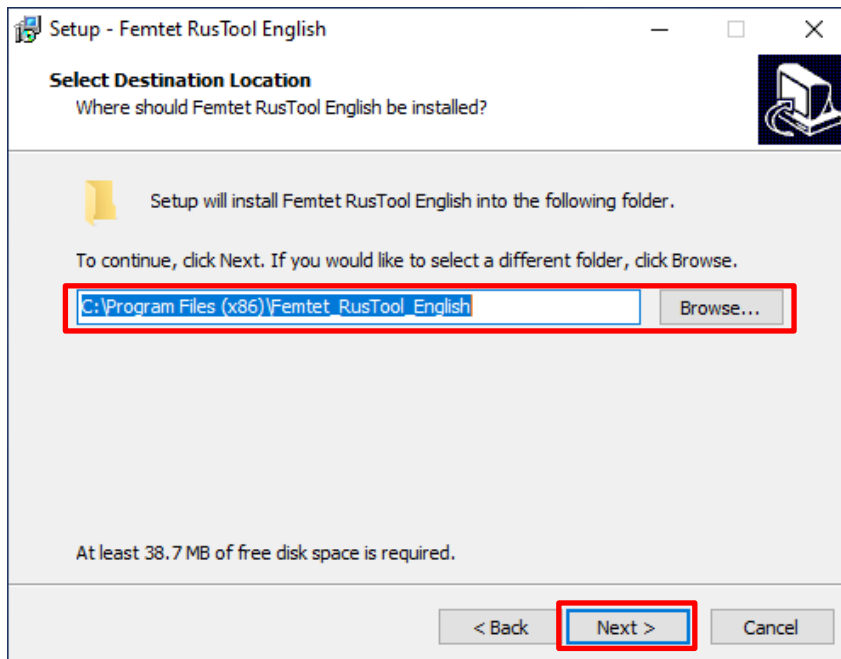 Setup - Femtet RusTool English
Select Destination Location
Where should Femtet RusTool English be installed?
Setup will install Femtet RusTool English into the following folder.
To continue, click Next. If you would like to select a different folder, click Browse.
C:\Program Files (x86)\Femtet_RusTool_English
Browse...
At least 38.7 MB of free disk space is required.
< Back
Next >
Cancel